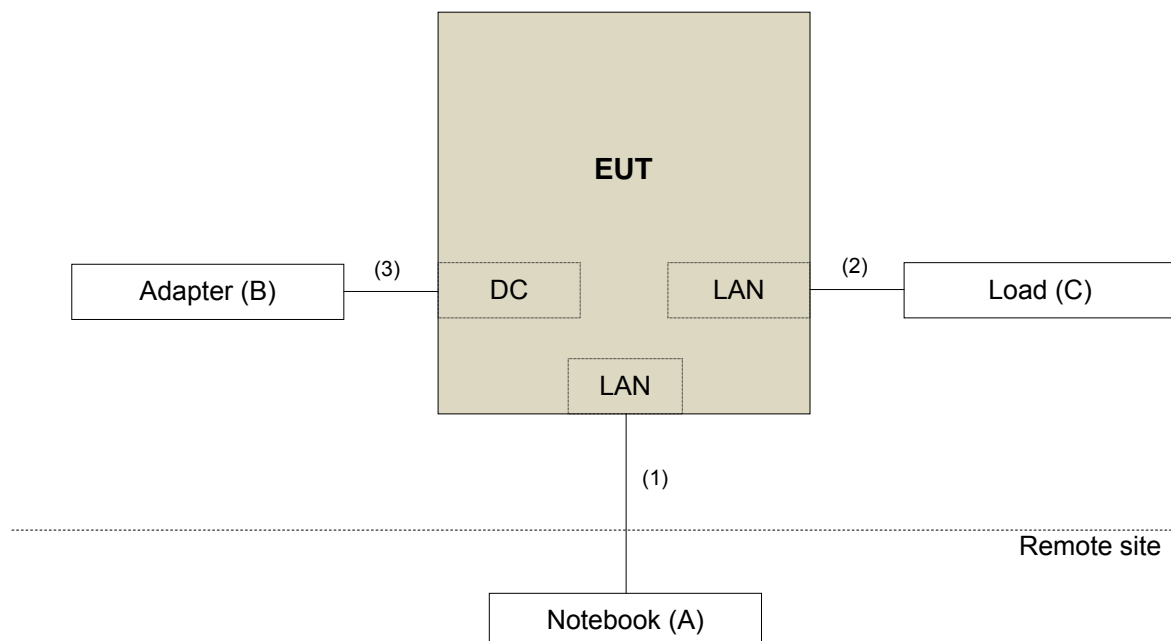 EUT
(3)
(2)
Adapter (B)
DC
LAN
Load (C)
LAN
(1)
Remote site
Notebook (A)